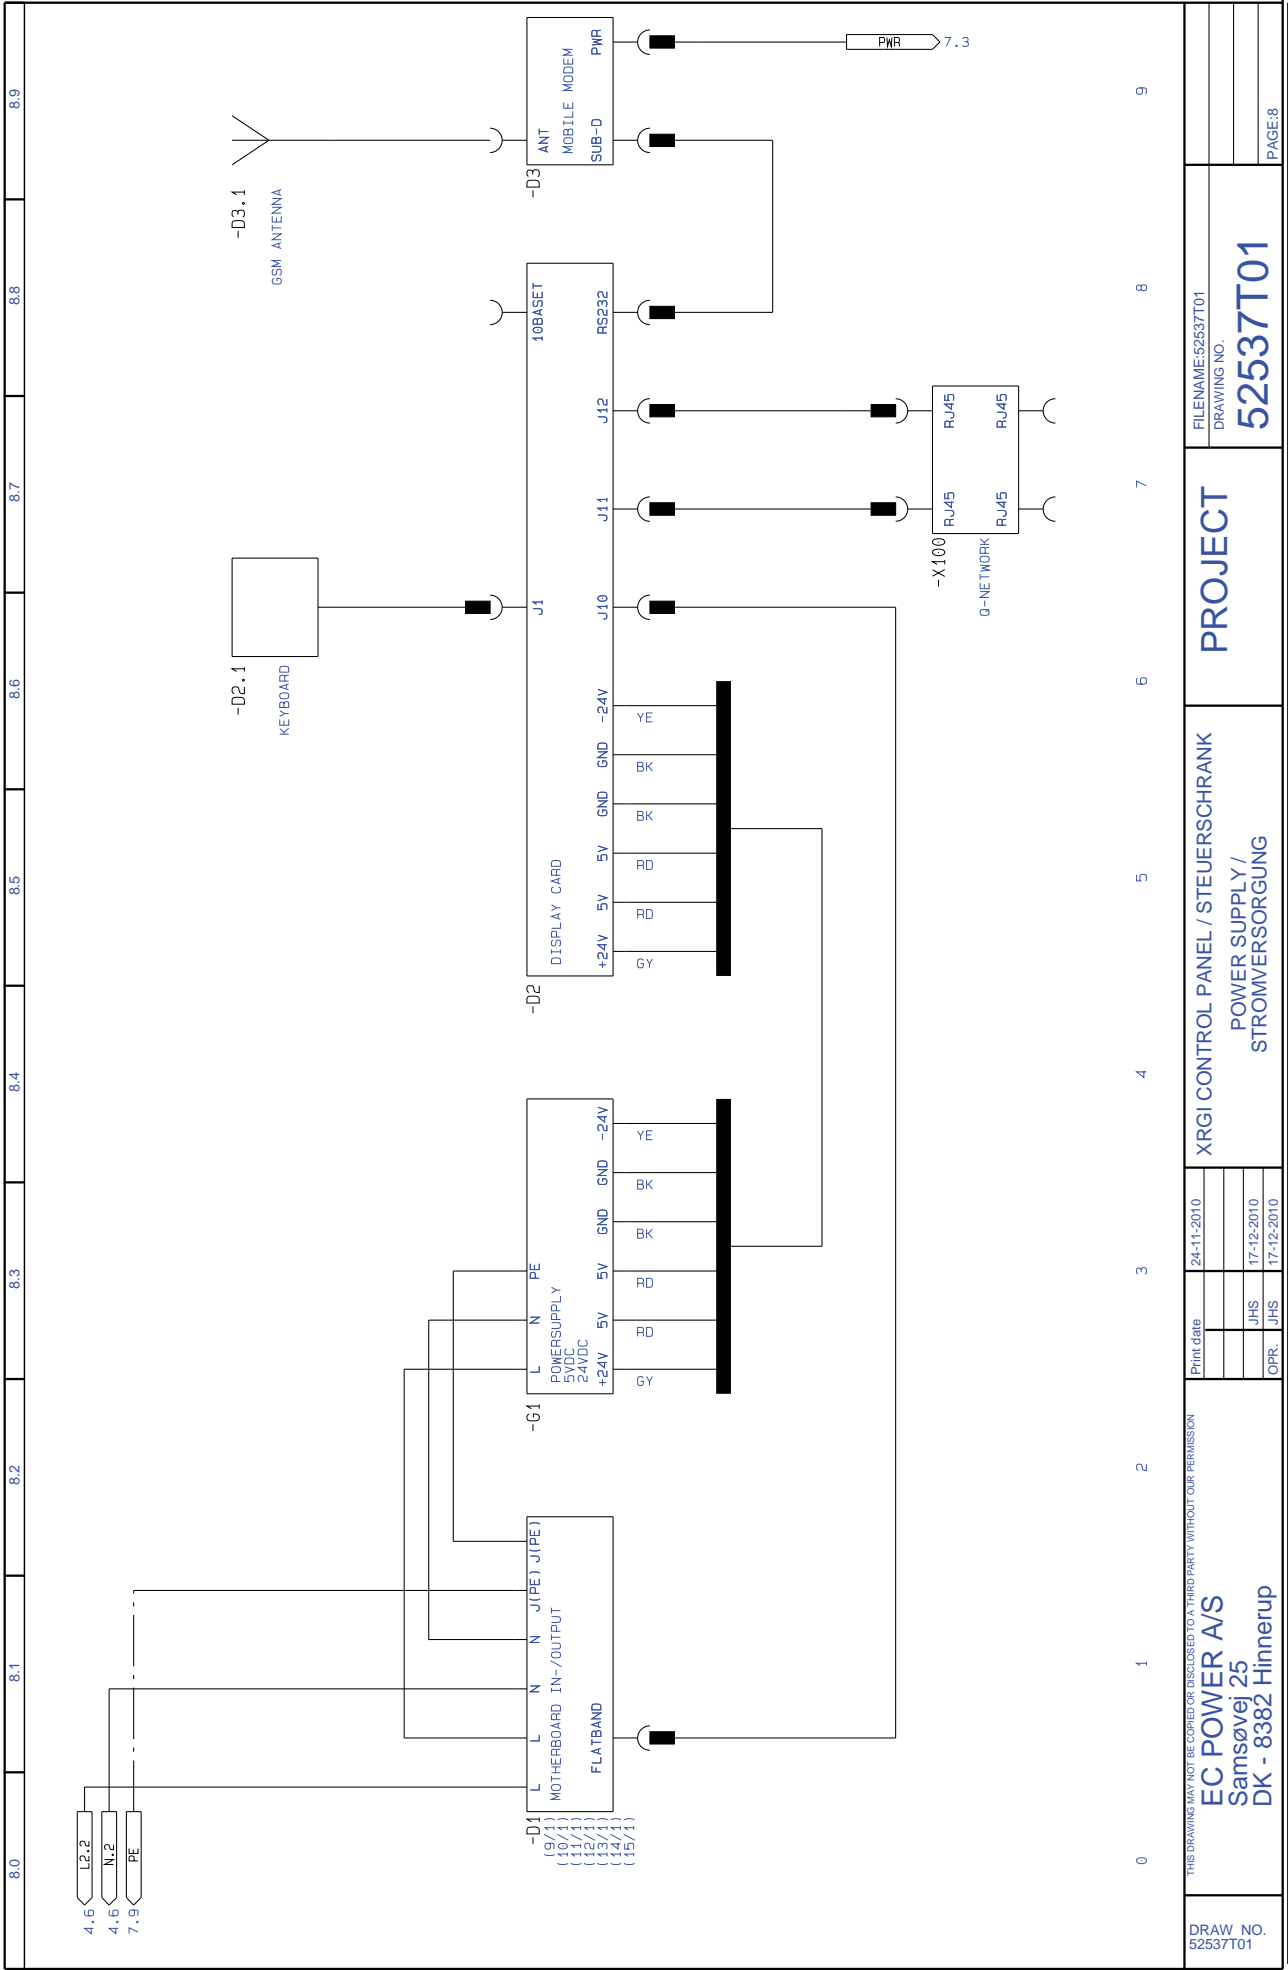 8.0 8.1 8.2 8.3 8.4 8.5 8.6 8.7 8.8 8.9
4.6 L2.2
4.6 N.2
7.9 PE
-D1
(9/1)
(10/1)
(11/1)
(12/1)
(13/1)
(14/1)
(15/1)
L L N N J(PE) J(PE)
MOTHERBOARD IN-/OUTPUT
FLATBAND
-G1
L N PE
POWERSUPPLY
5VDC
24VDC
+24V 5V 5V GND GND -24V
GY RD RD BK BK YE
-D2
DISPLAY CARD
J1 10BASET
+24V 5V 5V GND GND -24V J10 J11 J12 RS232
GY RD RD BK BK YE
-D2.1
KEYBOARD
-X100
Q-NETWORK
RJ45 RJ45
RJ45 RJ45
-D3.1
GSM ANTENNA
-D3
ANT
MOBILE MODEM
SUB-D PWR
PWR 7.3
0 1 2 3 4 5 6 7 8 9
DRAW NO.
52537T01
THIS DRAWING MAY NOT BE COPIED OR DISCLOSED TO A THIRD PARTY WITHOUT OUR PERMISSION
EC POWER A/S
Samsøvej 25
DK - 8382 Hinnerup
Print date 24-11-2010
JHS 17-12-2010
OPR. JHS 17-12-2010
XRGI CONTROL PANEL / STEUERSCHRANK
POWER SUPPLY /
STROMVERSORGUNG
PROJECT
FILENAME:52537T01
DRAWING NO.
52537T01
PAGE:8